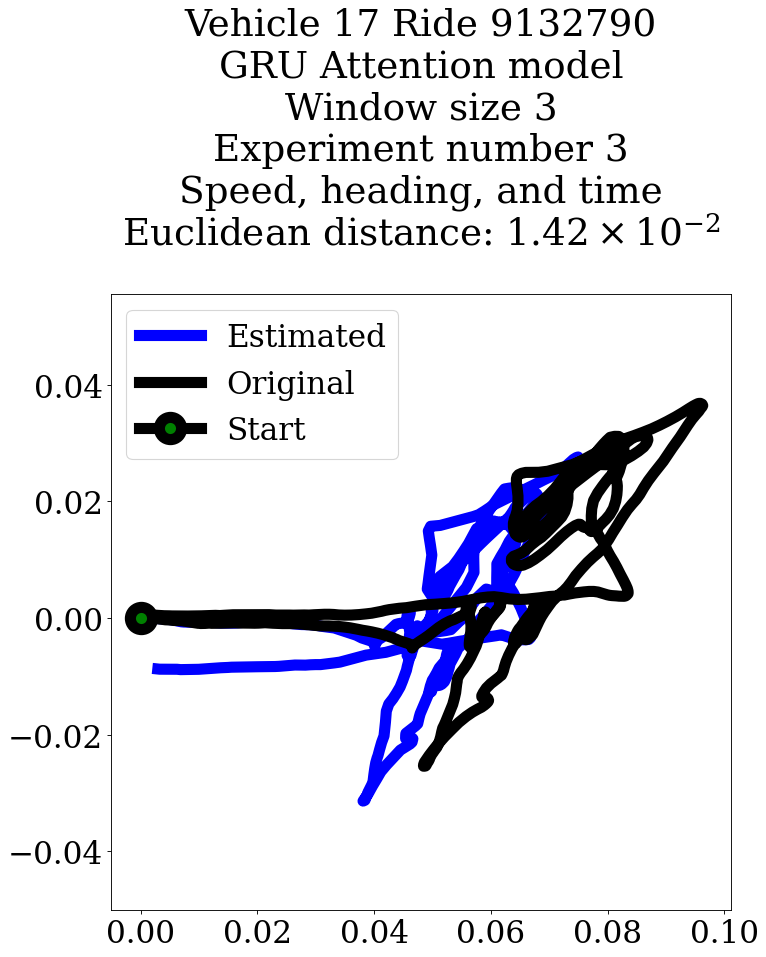 Vehicle 17 Ride 9132790
GRU Attention model
Window size 3
Experiment number 3
Speed, heading, and time
Euclidean distance: 1.42 × 10⁻²
Estimated
Original
Start
0.04
0.02
0.00
−0.02
−0.04
0.00 0.02 0.04 0.06 0.08 0.10